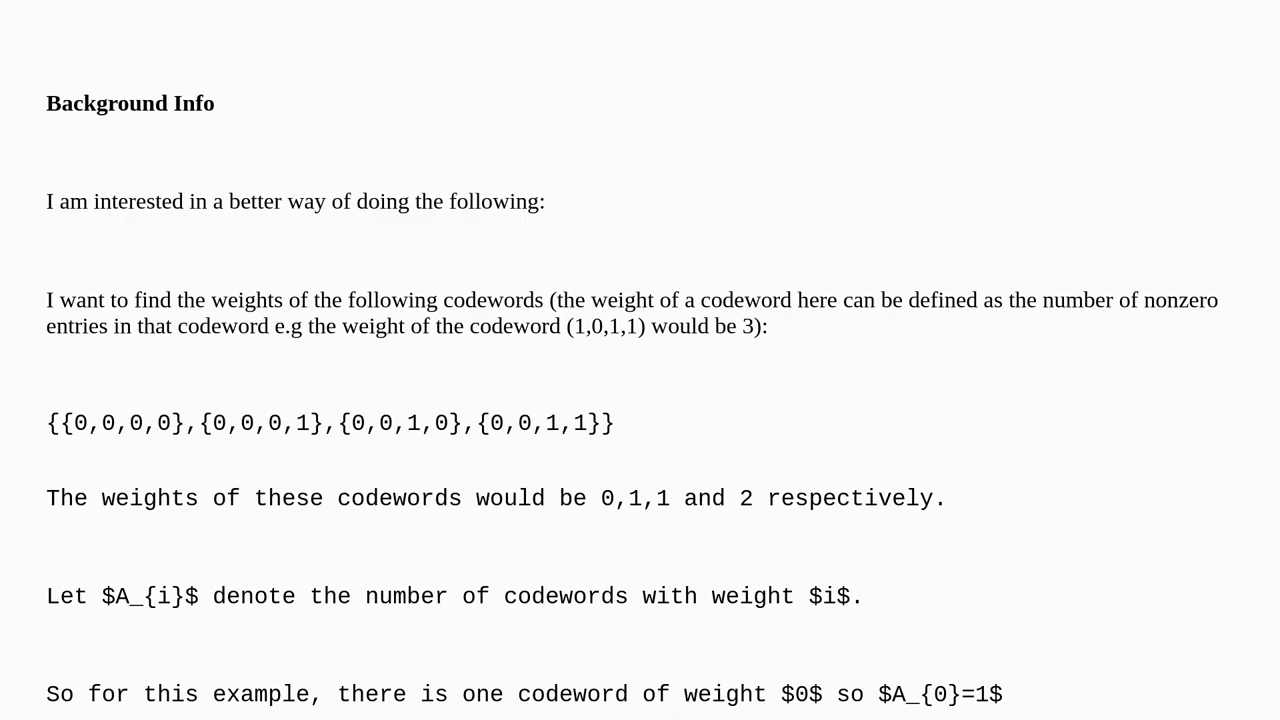 Background Info
I am interested in a better way of doing the following:
I want to find the weights of the following codewords (the weight of a codeword here can be defined as the number of nonzero
entries in that codeword e.g the weight of the codeword (1,0,1,1) would be 3):
{{0,0,0,0},{0,0,0,1},{0,0,1,0},{0,0,1,1}}
The weights of these codewords would be 0,1,1 and 2 respectively.
Let $A_{i}$ denote the number of codewords with weight $i$.
So for this example, there is one codeword of weight $0$ so $A_{0}=1$